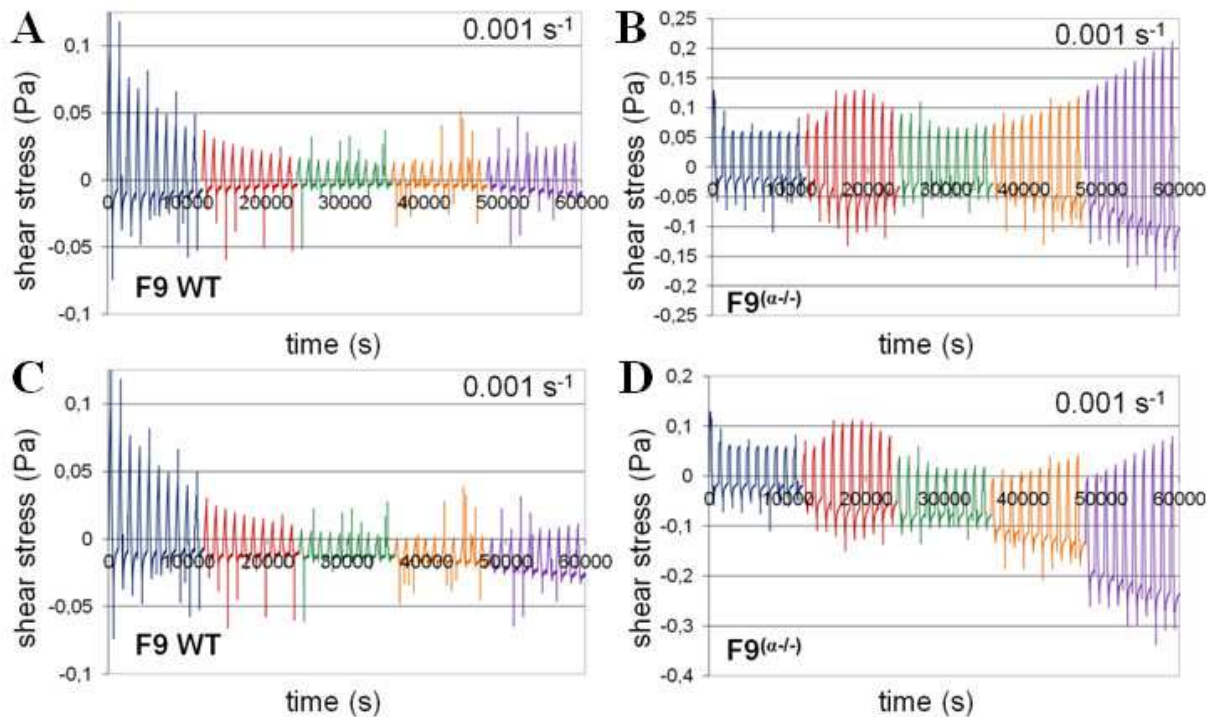 A
0.001 s⁻¹
shear stress (Pa)
0,1
0,05
0
-0,05
-0,1
10000 20000 30000 40000 50000 60000
F9 WT
time (s)
B
0.001 s⁻¹
shear stress (Pa)
0,25
0,2
0,15
0,1
0,05
0
-0,05
-0,1
-0,15
-0,2
-0,25
0 10000 20000 30000 40000 50000 60000
F9(α-/-)
time (s)
C
0.001 s⁻¹
shear stress (Pa)
0,1
0,05
0
-0,05
-0,1
0 10000 20000 30000 40000 50000 60000
F9 WT
time (s)
D
0.001 s⁻¹
shear stress (Pa)
0,2
0,1
0
-0,1
-0,2
-0,3
-0,4
0 10000 20000 30000 40000 50000 60000
F9(α-/-)
time (s)